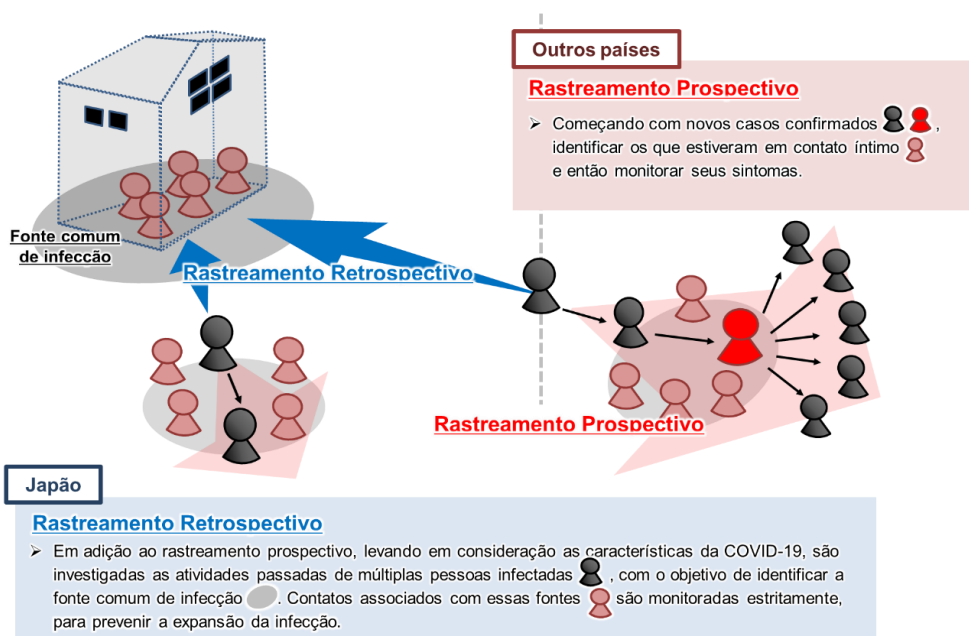 Outros países
Rastreamento Prospectivo
➢ Começando com novos casos confirmados ,
identificar os que estiveram em contato íntimo
e então monitorar seus sintomas.
Fonte comum
de infecção
Rastreamento Retrospectivo
Rastreamento Prospectivo
Japão
Rastreamento Retrospectivo
➢ Em adição ao rastreamento prospectivo, levando em consideração as características da COVID-19, são
investigadas as atividades passadas de múltiplas pessoas infectadas , com o objetivo de identificar a
fonte comum de infecção . Contatos associados com essas fontes são monitoradas estritamente,
para prevenir a expansão da infecção.